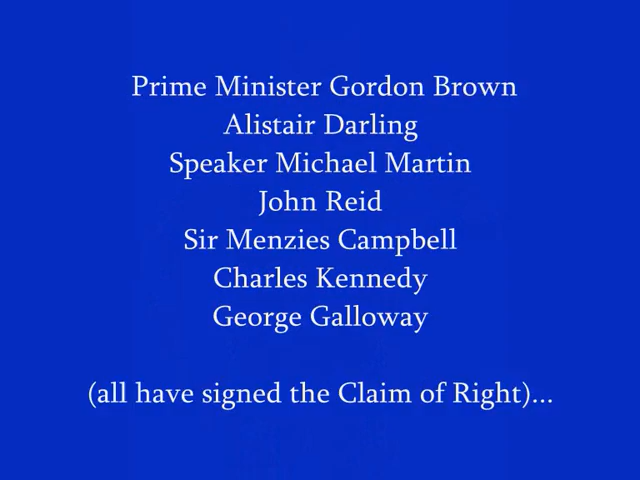 Prime Minister Gordon Brown
Alistair Darling
Speaker Michael Martin
John Reid
Sir Menzies Campbell
Charles Kennedy
George Galloway
(all have signed the Claim of Right)...